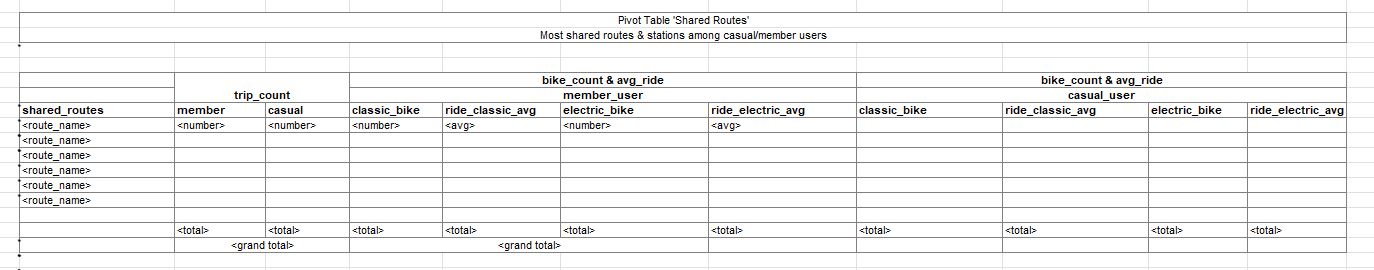 Pivot Table 'Shared Routes'
Most shared routes & stations among casual/member users
bike_count & avg_ride bike_count & avg_ride
trip_count member_user casual_user
shared_routes member casual classic_bike ride_classic_avg electric_bike ride_electric_avg classic_bike ride_classic_avg electric_bike ride_electric_avg
<route_name> <number> <number> <number> <avg> <number> <avg>
<route_name>
<route_name>
<route_name>
<route_name>
<route_name>
<total> <total> <total> <total> <total> <total> <total> <total> <total> <total>
<grand total> <grand total>